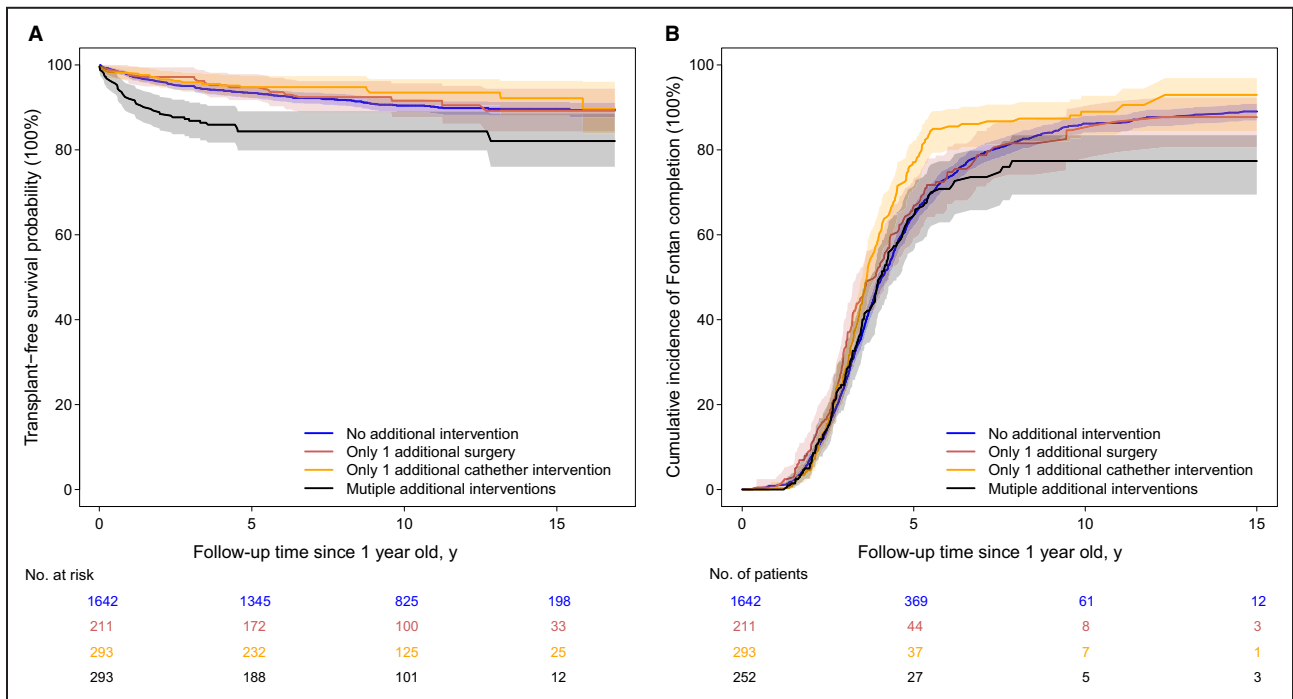 A
Transplant−free survival probability (100%)
100
80
60
40
20
0
No additional intervention
Only 1 additional surgery
Only 1 additional cathether intervention
Mutiple additional interventions
0 5 10 15
Follow-up time since 1 year old, y
No. at risk
1642 1345 825 198
211 172 100 33
293 232 125 25
293 188 101 12
B
Cumulative incidence of Fontan completion (100%)
100
80
60
40
20
0
No additional intervention
Only 1 additional surgery
Only 1 additional cathether intervention
Mutiple additional interventions
0 5 10 15
Follow-up time since 1 year old, y
No. of patients
1642 369 61 12
211 44 8 3
293 37 7 1
252 27 5 3